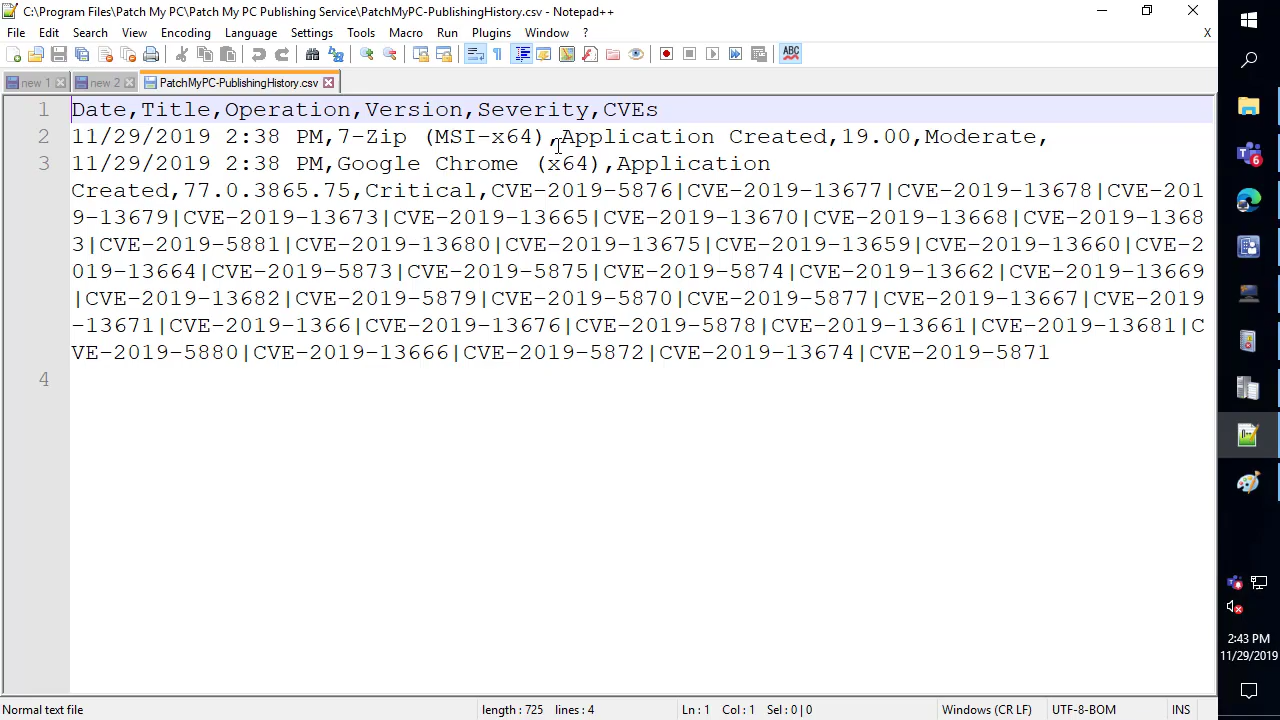 C:\Program Files\Patch My PC\Patch My PC Publishing Service\PatchMyPC-PublishingHistory.csv - Notepad++
File Edit Search View Encoding Language Settings Tools Macro Run Plugins Window ? X
ABC
new 1 new 2 PatchMyPC-PublishingHistory.csv
1 Date,Title,Operation,Version,Severity,CVEs
2 11/29/2019 2:38 PM,7-Zip (MSI-x64),Application Created,19.00,Moderate,
3 11/29/2019 2:38 PM,Google Chrome (x64),Application
Created,77.0.3865.75,Critical,CVE-2019-5876|CVE-2019-13677|CVE-2019-13678|CVE-201
9-13679|CVE-2019-13673|CVE-2019-13665|CVE-2019-13670|CVE-2019-13668|CVE-2019-1368
3|CVE-2019-5881|CVE-2019-13680|CVE-2019-13675|CVE-2019-13659|CVE-2019-13660|CVE-2
019-13664|CVE-2019-5873|CVE-2019-5875|CVE-2019-5874|CVE-2019-13662|CVE-2019-13669
|CVE-2019-13682|CVE-2019-5879|CVE-2019-5870|CVE-2019-5877|CVE-2019-13667|CVE-2019
-13671|CVE-2019-1366|CVE-2019-13676|CVE-2019-5878|CVE-2019-13661|CVE-2019-13681|C
VE-2019-5880|CVE-2019-13666|CVE-2019-5872|CVE-2019-13674|CVE-2019-5871
4
Normal text file length : 725 lines : 4 Ln : 1 Col : 1 Sel : 0 | 0 Windows (CR LF) UTF-8-BOM INS
6
2:43 PM
11/29/2019